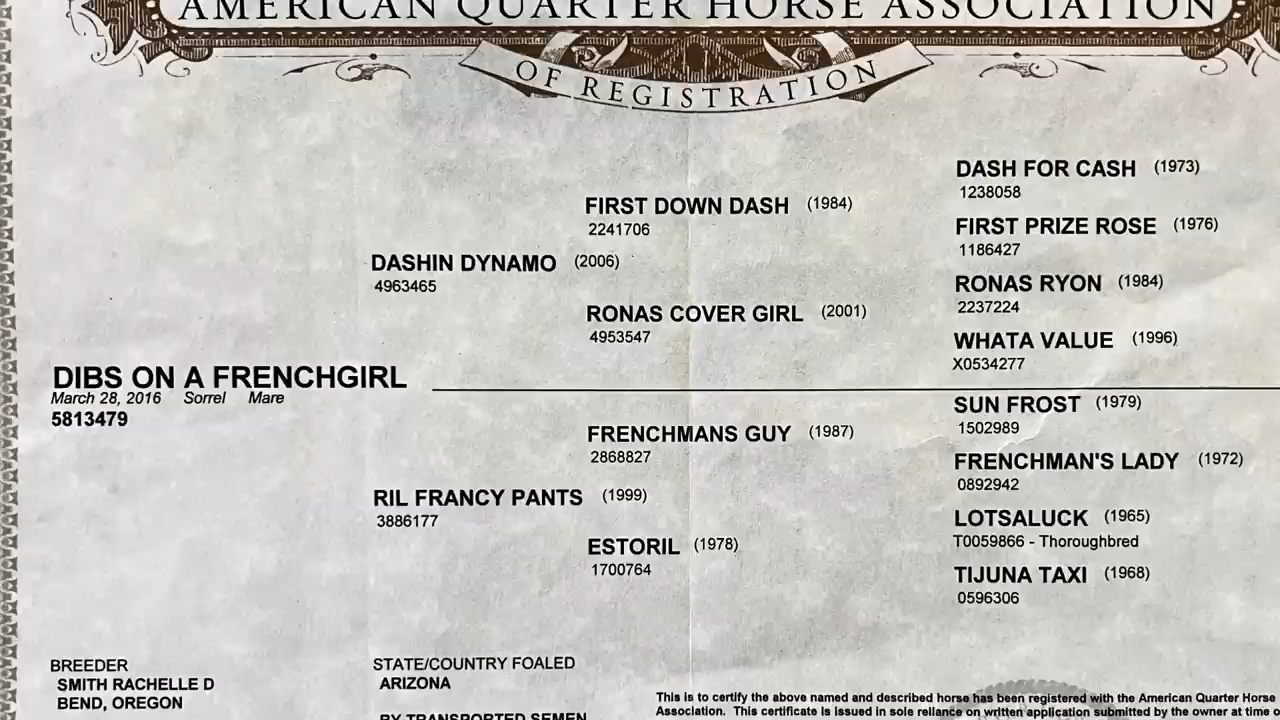 AMERICAN QUARTER HORSE ASSOCIATION
OF REGISTRATION
DASH FOR CASH (1973)
1238058
FIRST DOWN DASH (1984)
2241706
FIRST PRIZE ROSE (1976)
1186427
DASHIN DYNAMO (2006)
4963465
RONAS RYON (1984)
2237224
RONAS COVER GIRL (2001)
4953547
WHATA VALUE (1996)
X0534277
DIBS ON A FRENCHGIRL
March 28, 2016 Sorrel Mare
5813479
SUN FROST (1979)
1502989
FRENCHMANS GUY (1987)
2868827
FRENCHMAN'S LADY (1972)
0892942
RIL FRANCY PANTS (1999)
3886177
LOTSALUCK (1965)
T0059866 - Thoroughbred
ESTORIL (1978)
1700764
TIJUNA TAXI (1968)
0596306
BREEDER
SMITH RACHELLE D
BEND, OREGON
STATE/COUNTRY FOALED
ARIZONA
BY TRANSPORTED SEMEN
This is to certify the above named and described horse has been registered with the American Quarter Horse
Association. This certificate is issued in sole reliance on written application submitted by the owner at time o